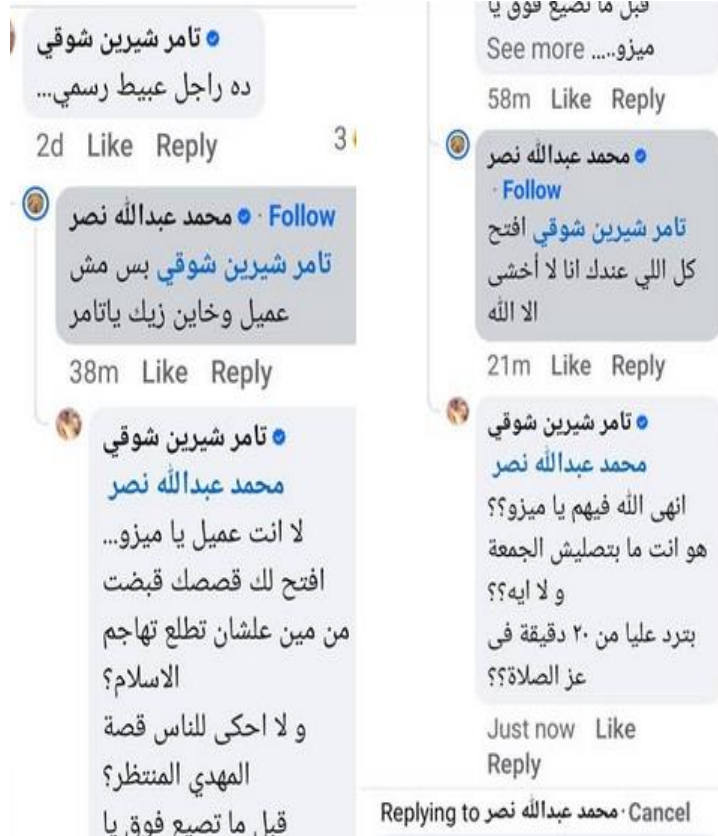 تامر شيرين شوقي
ده راجل عبيط رسمي...
2d Like Reply 3
محمد عبدالله نصر · Follow
تامر شيرين شوقي بس مش
عميل وخاين زيك ياتامر
38m Like Reply
تامر شيرين شوقي
محمد عبدالله نصر
لا انت عميل يا ميزو...
افتح لك قصصك قبضت
من مين علشان تطلع تهاجم
الاسلام؟
و لا احكى للناس قصة
المهدي المنتظر؟
قبل ما تصيع فوق يا
قبل ما تصيع فوق يا
ميزو.... See more
58m Like Reply
محمد عبدالله نصر
· Follow
تامر شيرين شوقي افتح
كل اللي عندك انا لا أخشى
الا الله
21m Like Reply
تامر شيرين شوقي
محمد عبدالله نصر
انهى الله فيهم يا ميزو؟؟
هو انت ما بتصليش الجمعة
و لا ايه؟؟
بترد عليا من ٢٠ دقيقة فى
عز الصلاة؟؟
Just now Like
Reply
Replying to محمد عبدالله نصر · Cancel